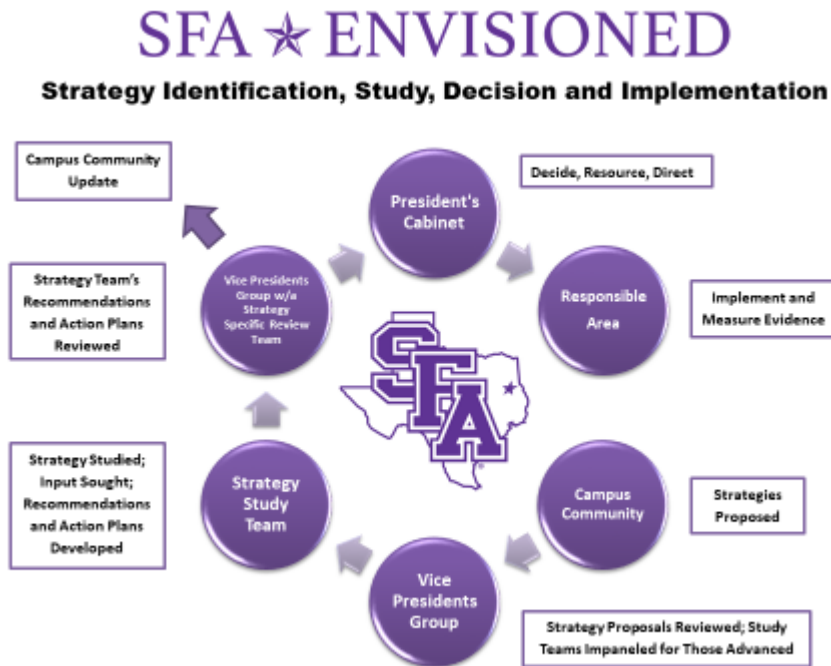 SFA ★ ENVISIONED
Strategy Identification, Study, Decision and Implementation
Campus Community
Update
President's
Cabinet
Decide, Resource, Direct
Strategy Team's
Recommendations
and Action Plans
Reviewed
Vice Presidents
Group w/a
Strategy
Specific Review
Team
Responsible
Area
Implement and
Measure Evidence
SFA
Strategy Studied;
Input Sought;
Recommendations
and Action Plans
Developed
Strategy
Study
Team
Campus
Community
Strategies
Proposed
Vice
Presidents
Group
Strategy Proposals Reviewed; Study
Teams Impaneled for Those Advanced